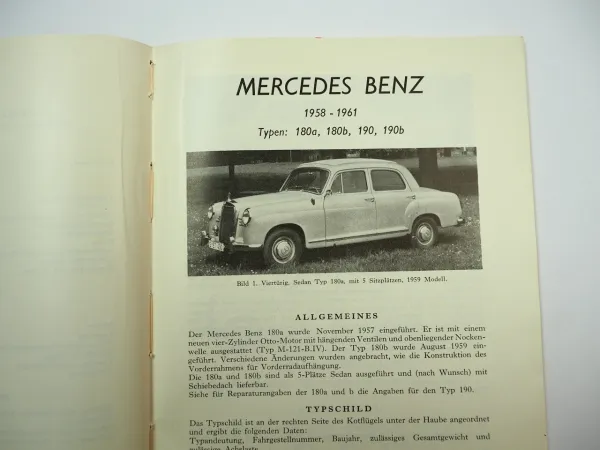 MERCEDES BENZ
1958 - 1961
Typen: 180a, 180b, 190, 190b
Bild 1. Viertürig. Sedan Typ 180a, mit 5 Sitzplätzen, 1959 Modell.
ALLGEMEINES
Der Mercedes Benz 180a wurde November 1957 eingeführt. Er ist mit einem
neuen vier-Zylinder Otto-Motor mit hängenden Ventilen und obenliegender Nocken-
welle ausgestattet (Typ M-121-B.IV). Der Typ 180b wurde August 1959 ein-
geführt. Verschiedene Änderungen wurden angebracht, wie die Konstruktion des
Vorderrahmens für Vorderradaufhängung.
Die 180a und 180b sind als 5-Plätze Sedan ausgeführt und (nach Wunsch) mit
Schiebedach lieferbar.
Siehe für Reparaturangaben der 180a und b die Angaben für den Typ 190.
TYPSCHILD
Das Typschild ist an der rechten Seite des Kotflügels unter der Haube angeordnet
und ergibt die folgenden Daten:
Typandeutung, Fahrgestellnummer, Baujahr, zulässiges Gesamtgewicht und
zulässige Achslasten.